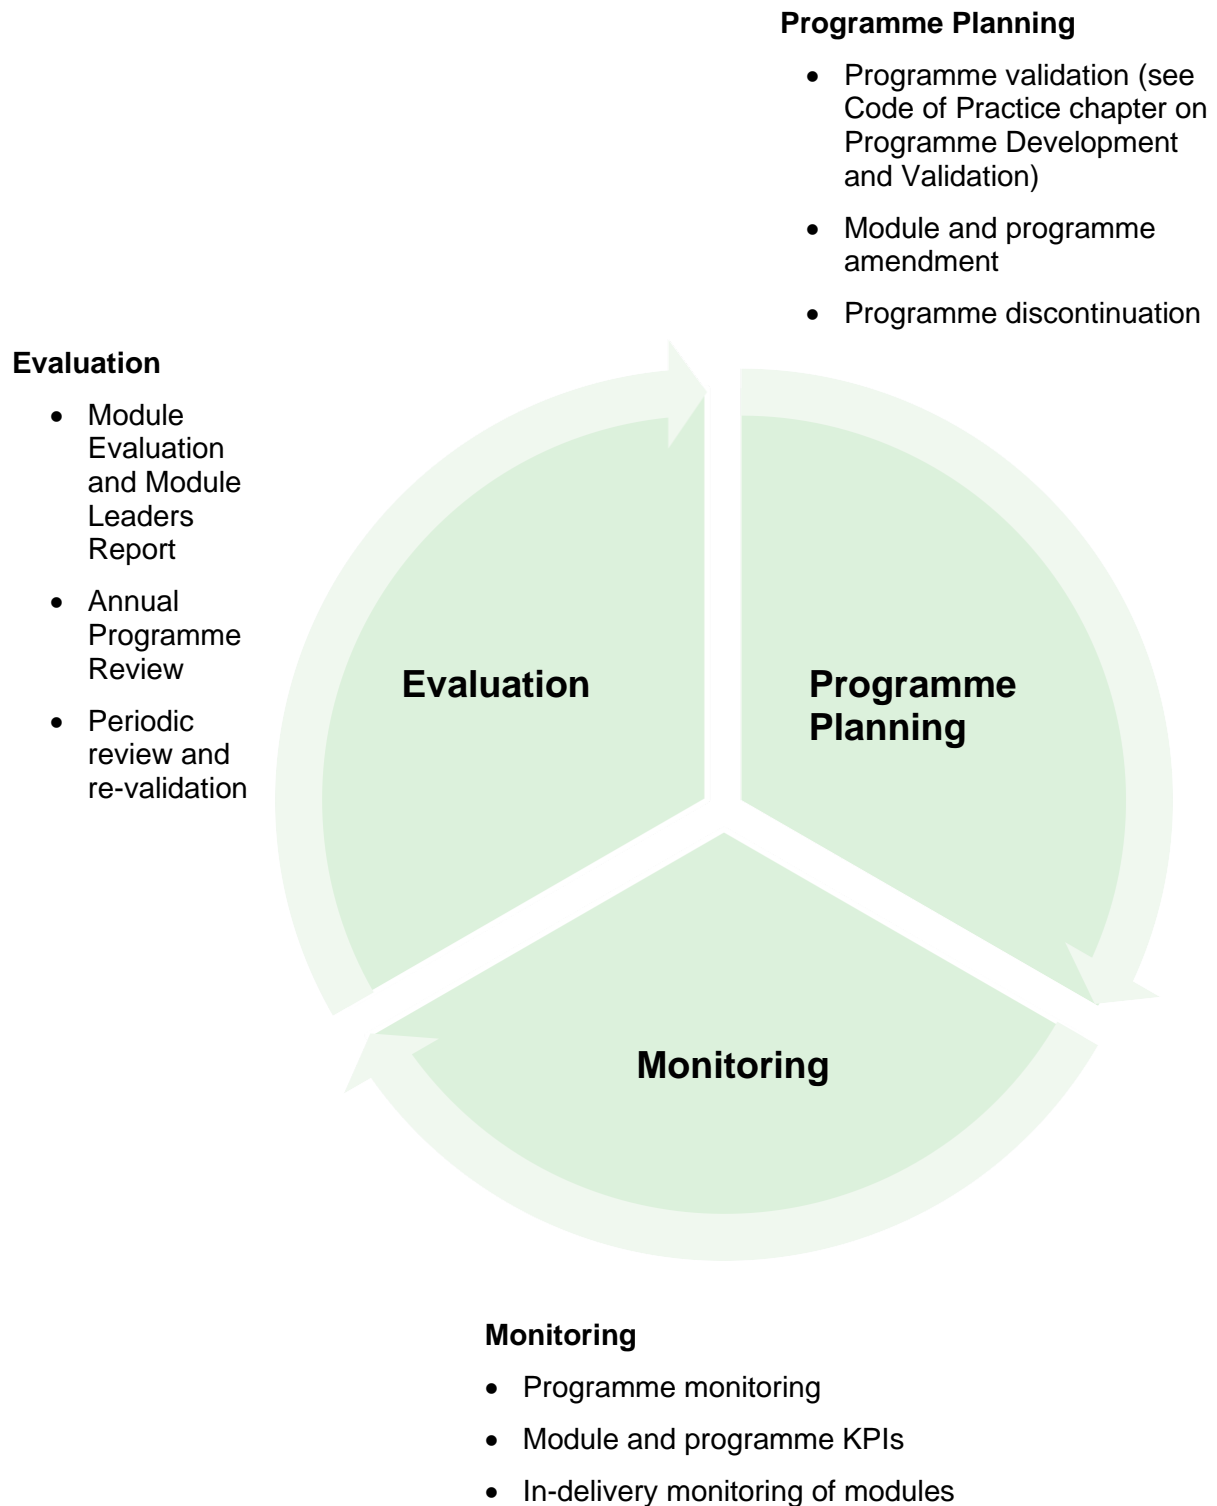 Programme Planning
• Programme validation (see
Code of Practice chapter on
Programme Development
and Validation)
• Module and programme
amendment
• Programme discontinuation
Evaluation
• Module
Evaluation
and Module
Leaders
Report
• Annual
Programme
Review
• Periodic
review and
re-validation
Evaluation
Programme
Planning
Monitoring
Monitoring
• Programme monitoring
• Module and programme KPIs
• In-delivery monitoring of modules